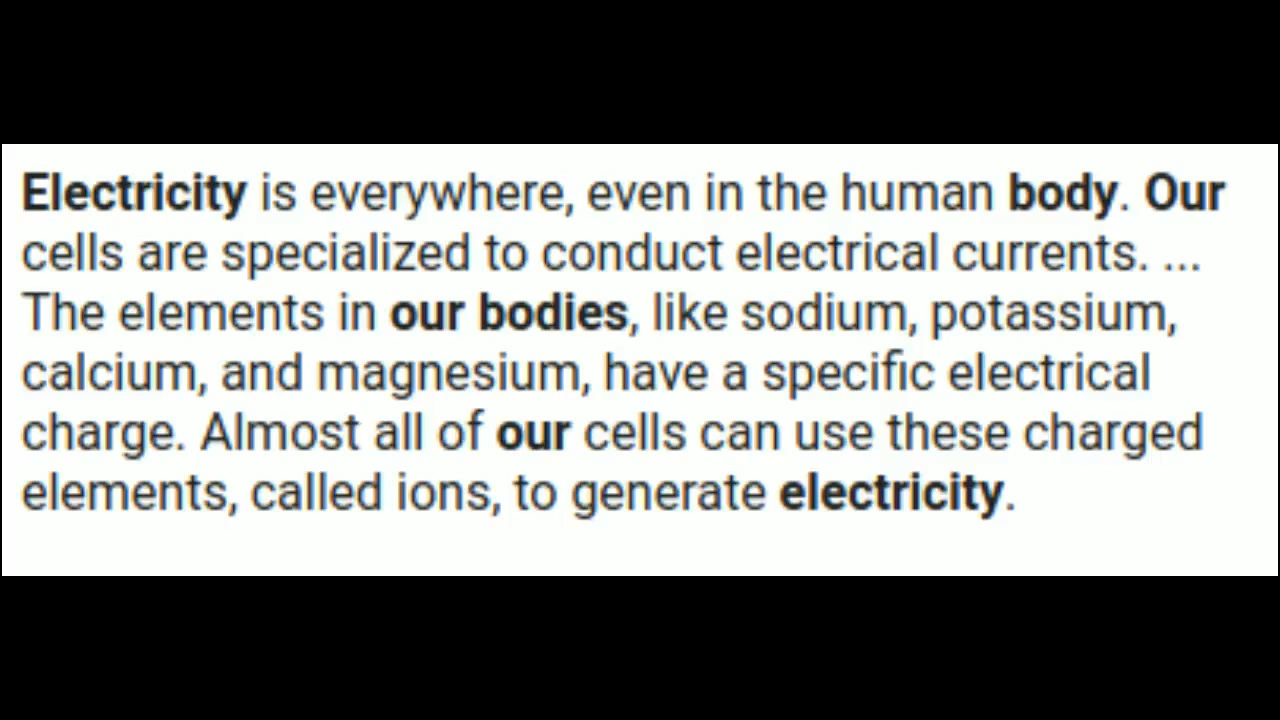 Electricity is everywhere, even in the human body. Our
cells are specialized to conduct electrical currents. ...
The elements in our bodies, like sodium, potassium,
calcium, and magnesium, have a specific electrical
charge. Almost all of our cells can use these charged
elements, called ions, to generate electricity.